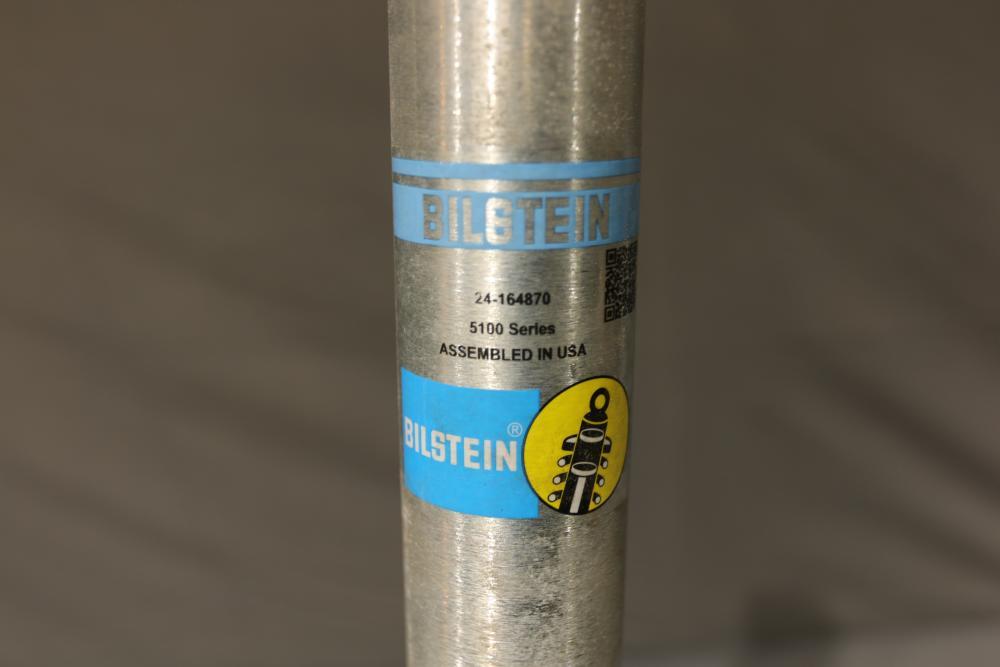 BILSTEIN
24-164870
5100 Series
ASSEMBLED IN USA
BILSTEIN®